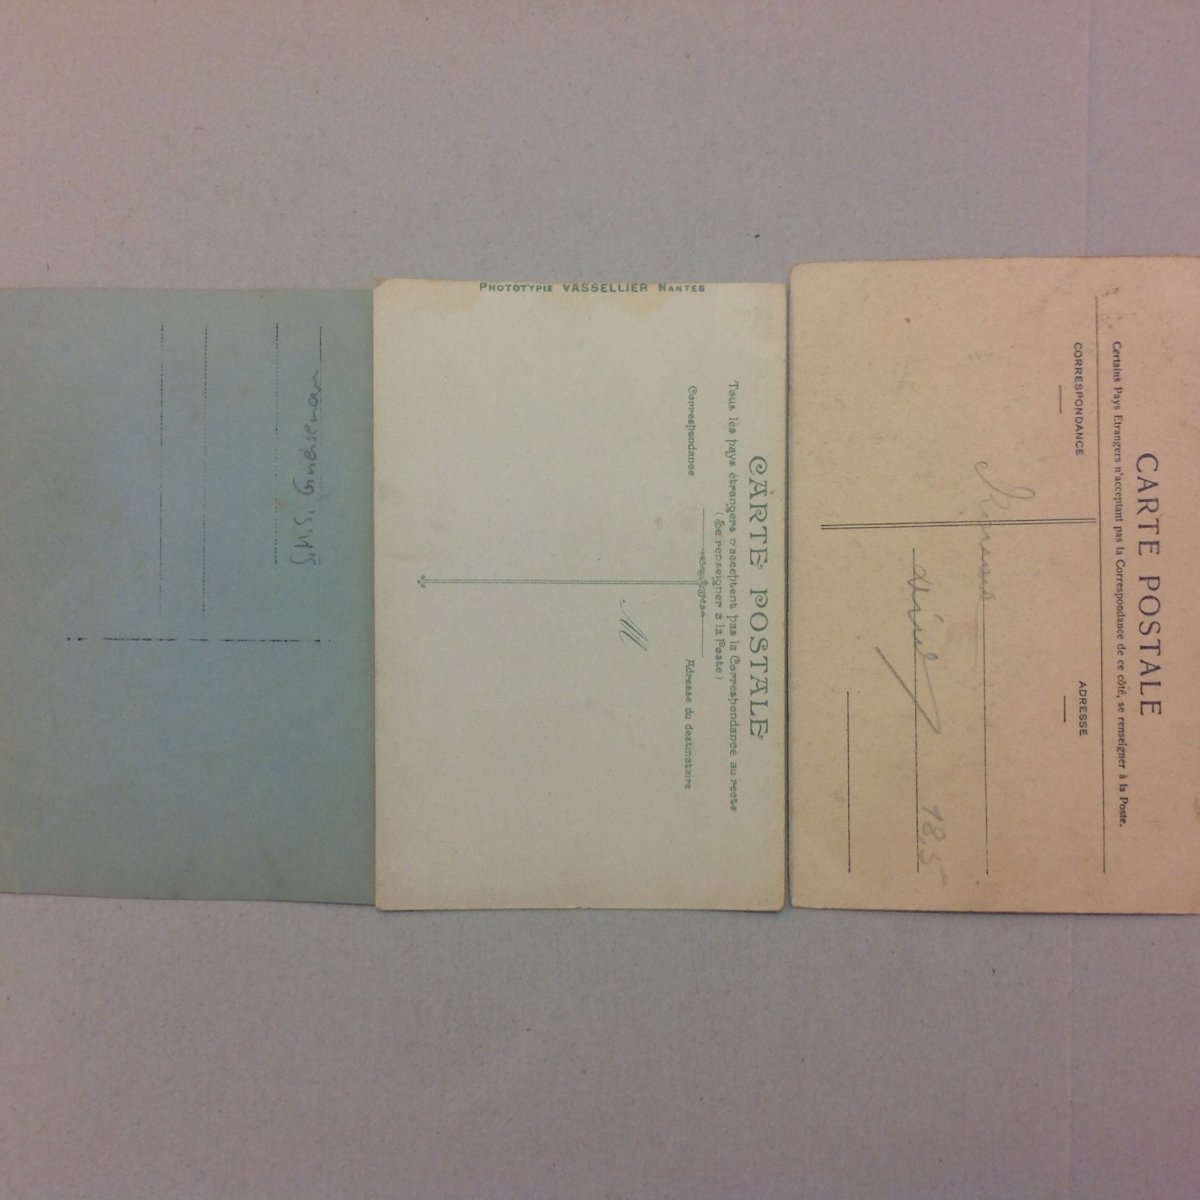 S.M.S. Gneisenau
PHOTOTYPIE VASSELLIER NANTES
CARTE POSTALE
Tous les pays étrangers n'acceptent pas la Correspondance au recto
(Se renseigner à la Poste)
Correspondance
Adresse du destinataire
M
CARTE POSTALE
Certains Pays Etrangers n'acceptant pas la Correspondance de ce côté, se renseigner à la Poste.
CORRESPONDANCE
ADRESSE
185